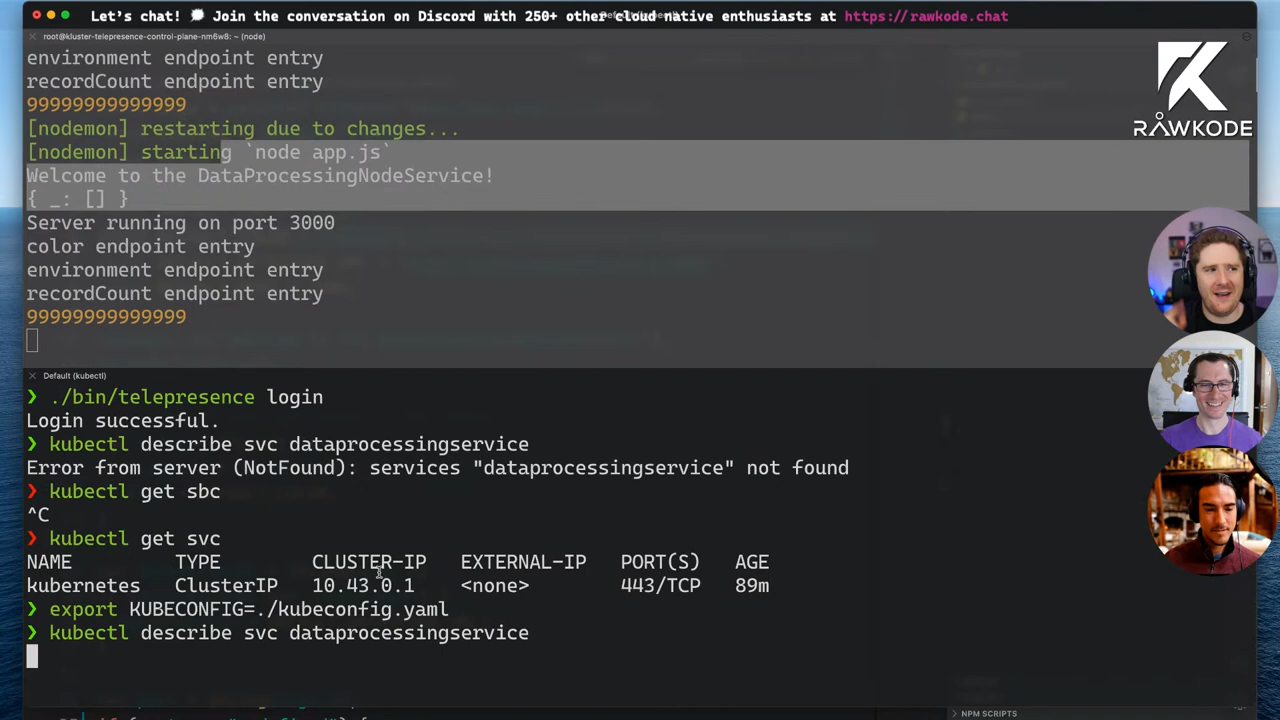 Let's chat! 💭 Join the conversation on Discord with 250+ other cloud native enthusiasts at https://rawkode.chat
root@kluster-telepresence-control-plane-nm6w8: ~ (node)
environment endpoint entry
recordCount endpoint entry
99999999999999
[nodemon] restarting due to changes...
[nodemon] starting `node app.js`
Welcome to the DataProcessingNodeService!
{ _: [] }
Server running on port 3000
color endpoint entry
environment endpoint entry
recordCount endpoint entry
99999999999999
RAWKODE
Default (kubectl)
❯ ./bin/telepresence login
Login successful.
❯ kubectl describe svc dataprocessingservice
Error from server (NotFound): services "dataprocessingservice" not found
❯ kubectl get sbc
^C
❯ kubectl get svc
NAME TYPE CLUSTER-IP EXTERNAL-IP PORT(S) AGE
kubernetes ClusterIP 10.43.0.1 <none> 443/TCP 89m
❯ export KUBECONFIG=./kubeconfig.yaml
❯ kubectl describe svc dataprocessingservice
NPM SCRIPTS